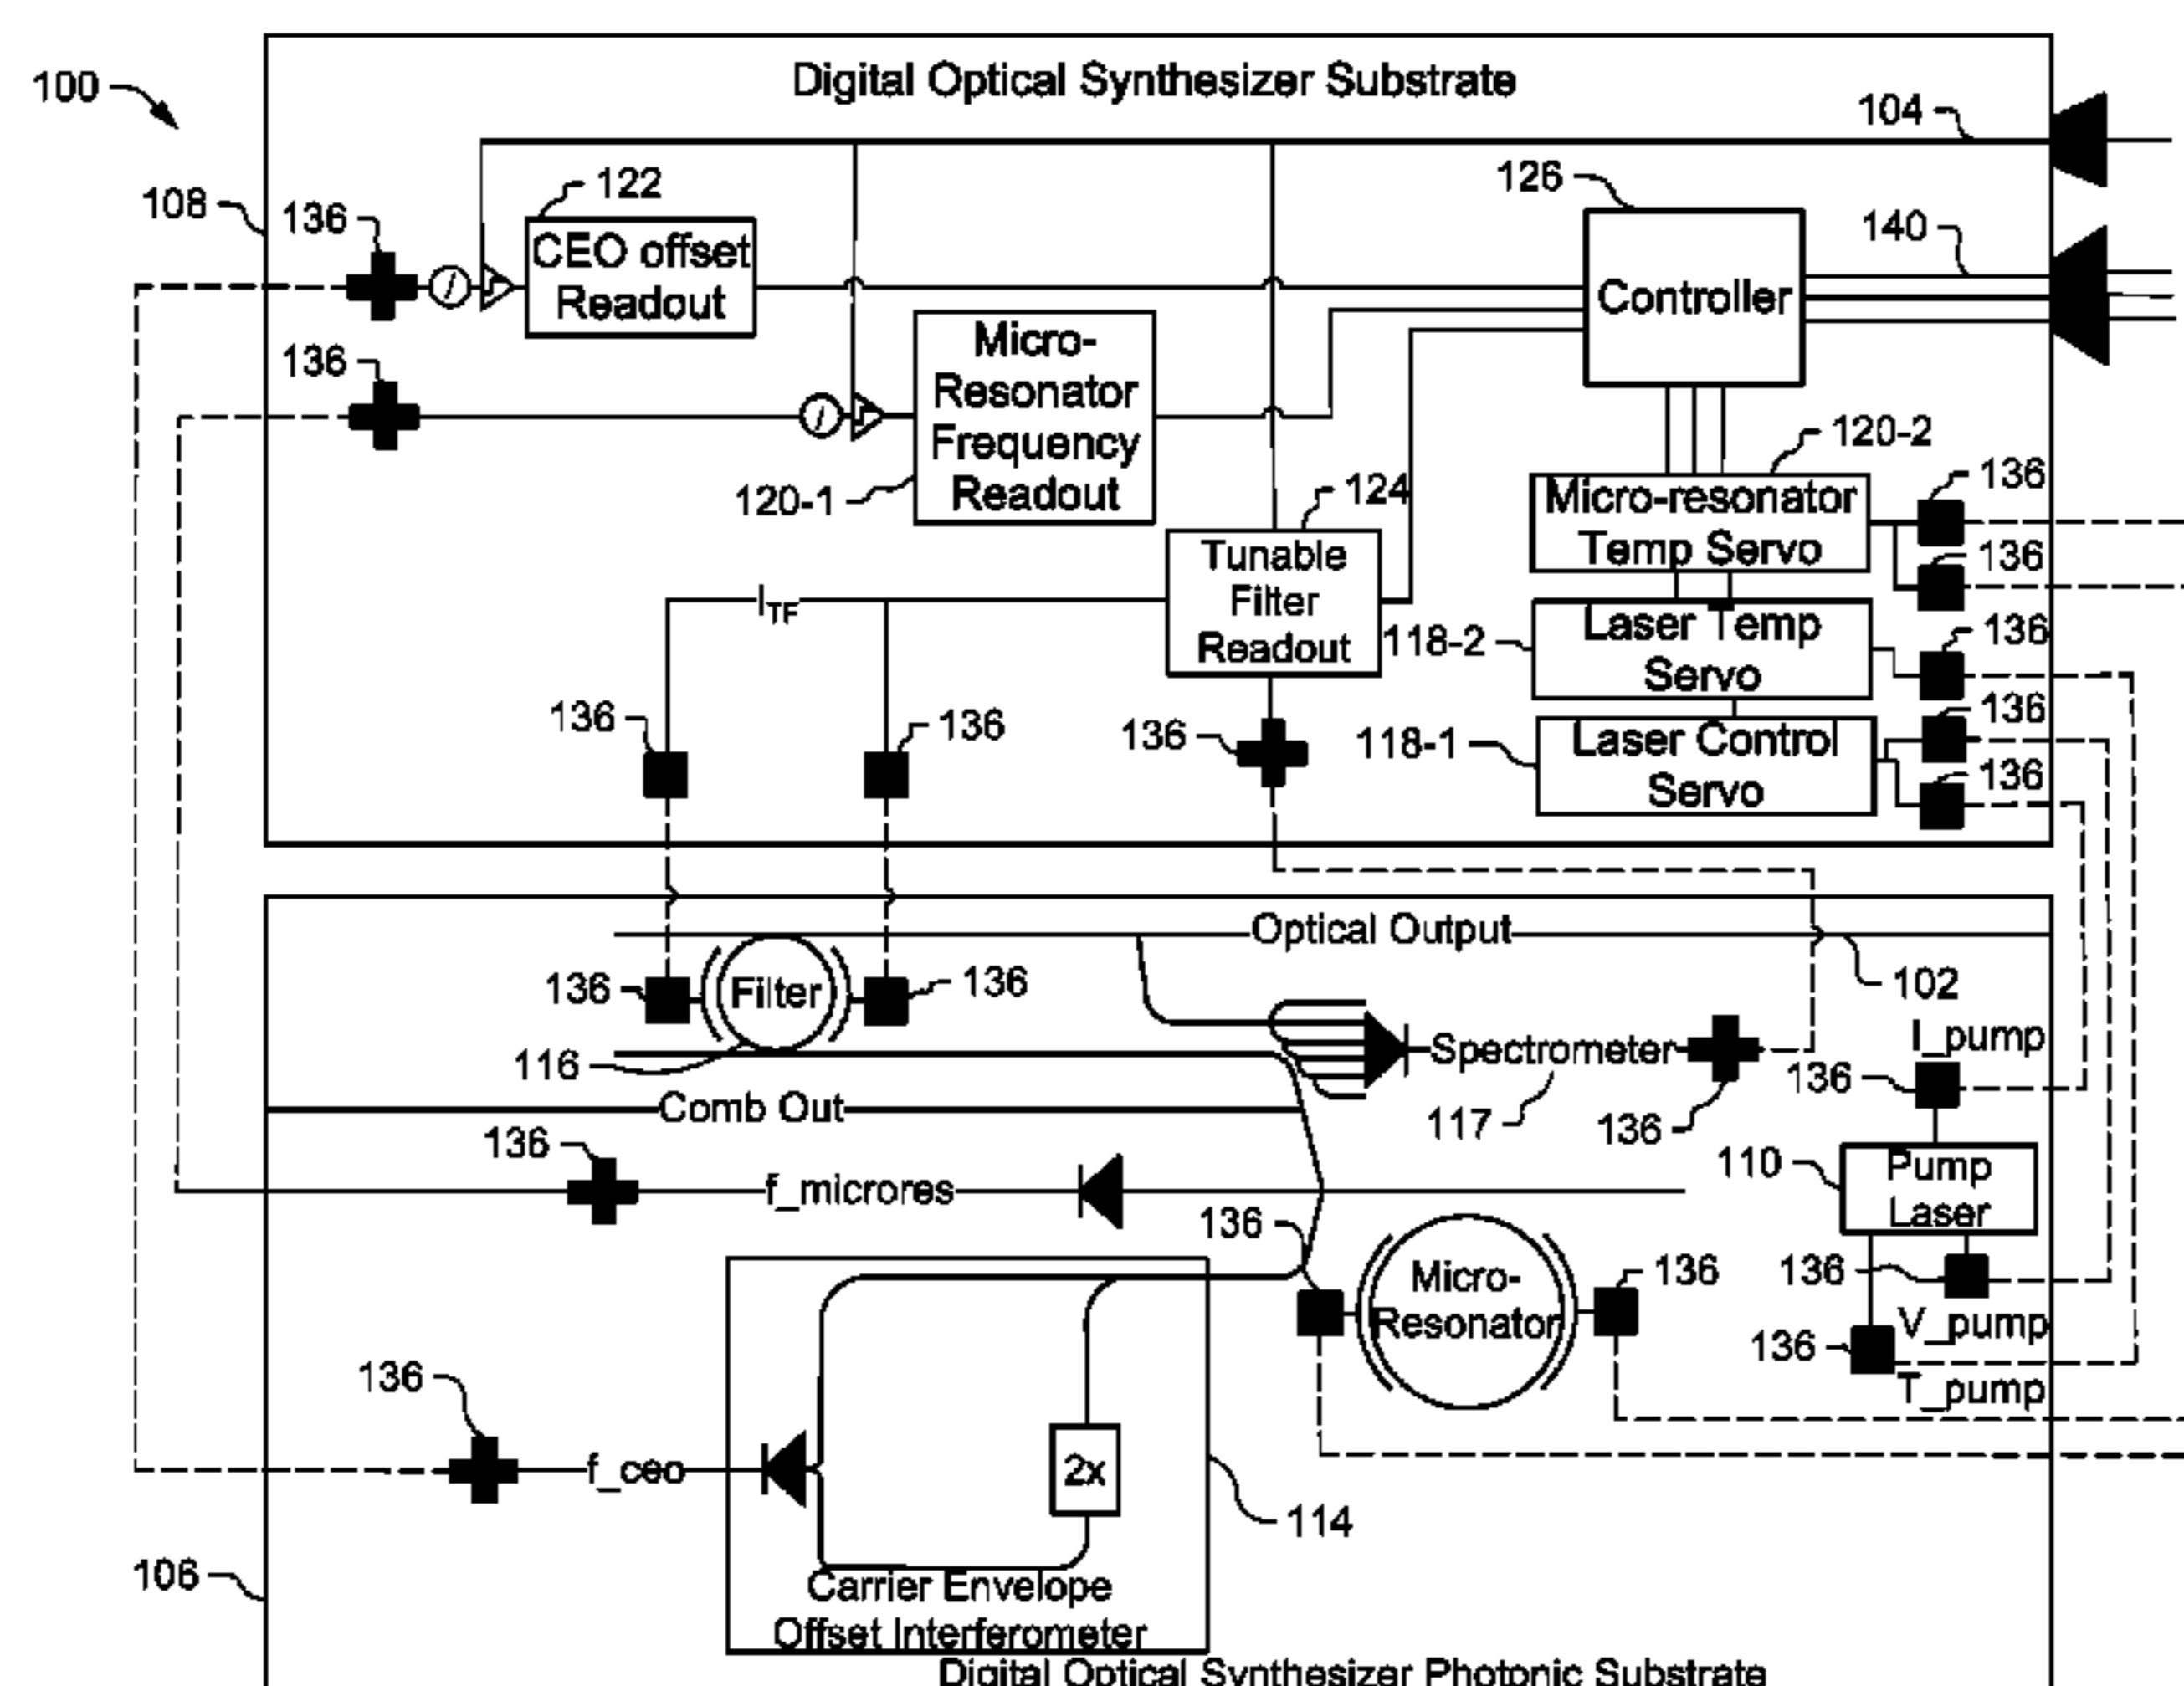 100
Digital Optical Synthesizer Substrate
104
108
136
122
126
140
CEO offset
Readout
Controller
136
Micro-
Resonator
Frequency
Readout
120-1
120-2
136
124
Micro-resonator
Temp Servo
136
Tunable
Filter
Readout
I_TF
118-2
Laser Temp
Servo
136
136
136
136
136
118-1
Laser Control
Servo
136
Optical Output
102
136
Filter
136
116
Spectrometer
I_pump
136
Comb Out
117
136
136
110
Pump
Laser
f_microres
136
136
Micro-
Resonator
136
V_pump
136
T_pump
136
f_ceo
2x
114
106
Carrier Envelope
Offset Interferometer
Digital Optical Synthesizer Photonic Substrate